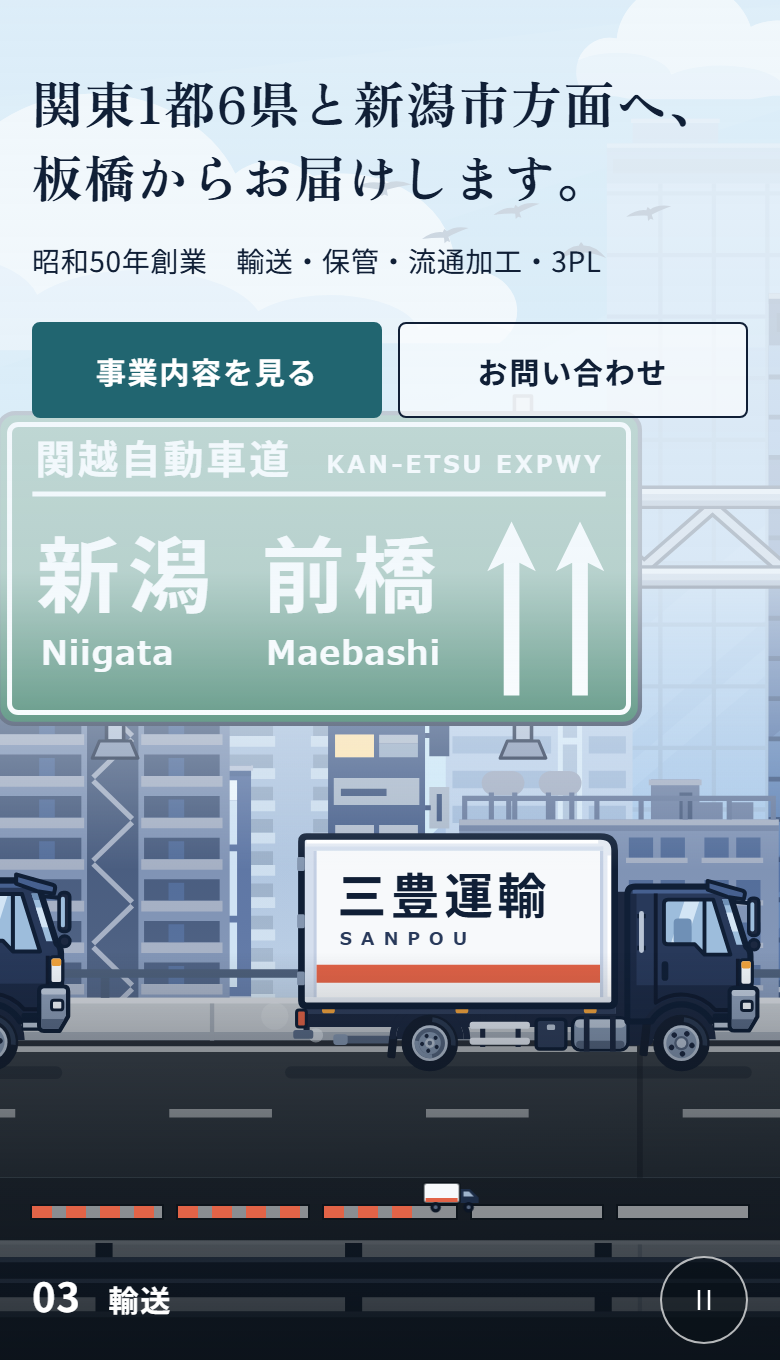 関東1都6県と新潟市方面へ、
板橋からお届けします。
昭和50年創業　輸送・保管・流通加工・3PL
事業内容を見る　お問い合わせ
関越自動車道　KAN-ETSU EXPWY
新潟　前橋
Niigata　Maebashi
三豊運輸
SANPOU
03　輸送